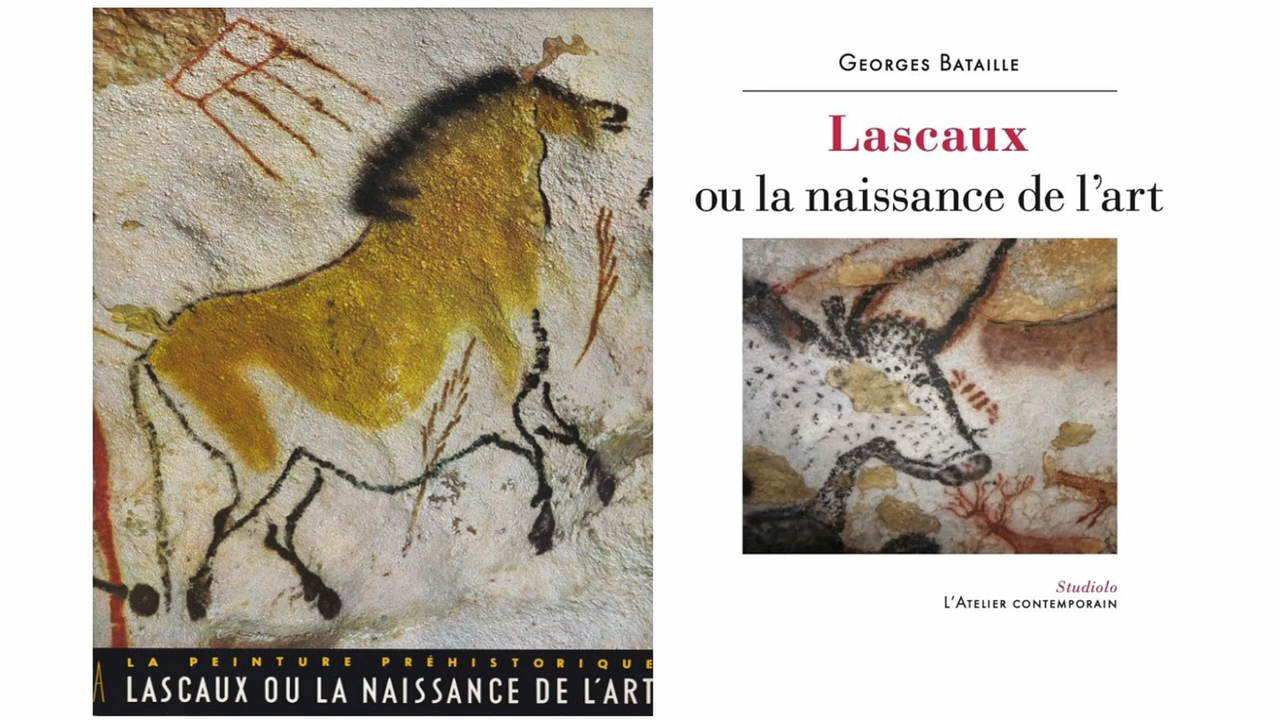 LA PEINTURE PRÉHISTORIQUE
LASCAUX OU LA NAISSANCE DE L'ART
GEORGES BATAILLE
Lascaux
ou la naissance de l'art
Studiolo
L'ATELIER CONTEMPORAIN